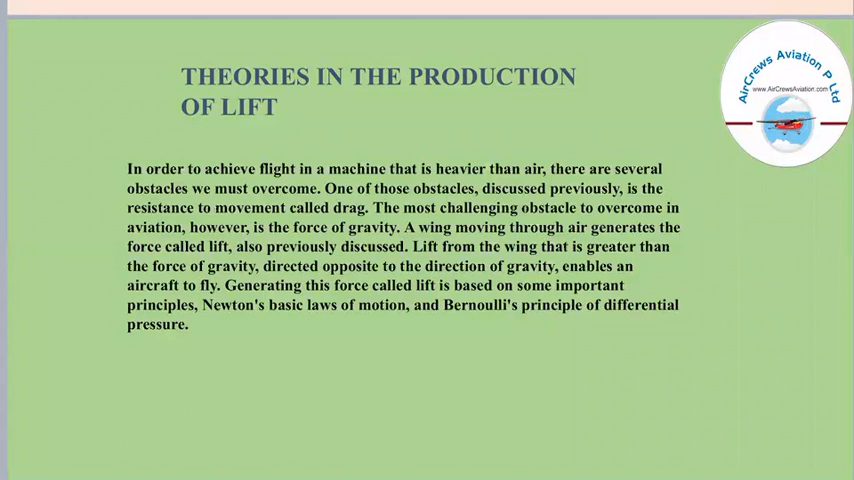 THEORIES IN THE PRODUCTION
OF LIFT
AirCrews Aviation P Ltd
www.AirCrewsAviation.com
In order to achieve flight in a machine that is heavier than air, there are several
obstacles we must overcome. One of those obstacles, discussed previously, is the
resistance to movement called drag. The most challenging obstacle to overcome in
aviation, however, is the force of gravity. A wing moving through air generates the
force called lift, also previously discussed. Lift from the wing that is greater than
the force of gravity, directed opposite to the direction of gravity, enables an
aircraft to fly. Generating this force called lift is based on some important
principles, Newton's basic laws of motion, and Bernoulli's principle of differential
pressure.